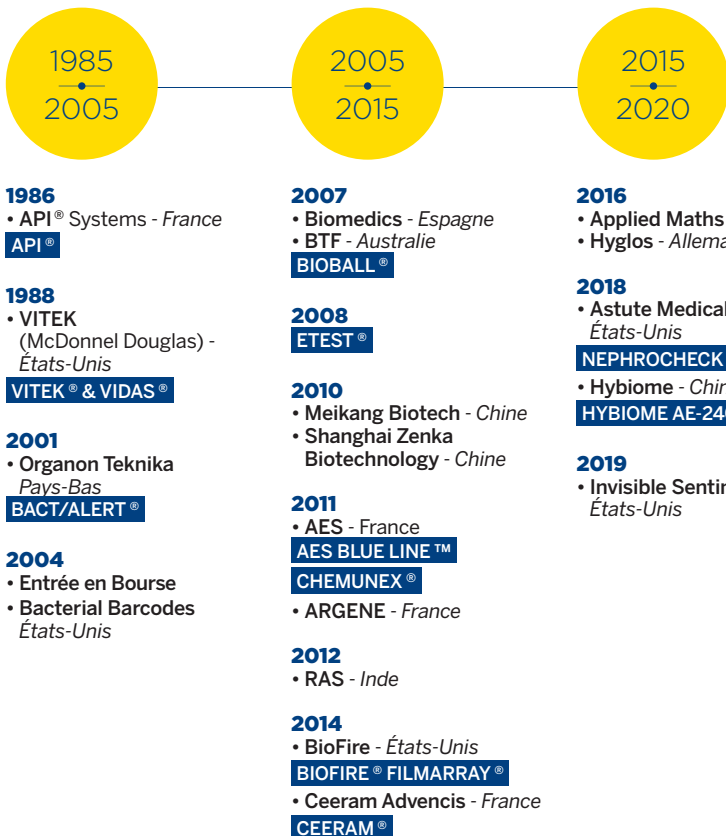 1985
2005
1986
• API® Systems - France
API®
1988
• VITEK
(McDonnel Douglas) -
États-Unis
VITEK® & VIDAS®
2001
• Organon Teknika
Pays-Bas
BACT/ALERT®
2004
• Entrée en Bourse
• Bacterial Barcodes
États-Unis
2005
2015
2007
• Biomedics - Espagne
• BTF - Australie
BIOBALL®
2008
ETEST®
2010
• Meikang Biotech - Chine
• Shanghai Zenka
Biotechnology - Chine
2011
• AES - France
AES BLUE LINE™
CHEMUNEX®
• ARGENE - France
2012
• RAS - Inde
2014
• BioFire - États-Unis
BIOFIRE® FILMARRAY®
• Ceeram Advencis - France
CEERAM®
2015
2020
2016
• Applied Maths
• Hyglos -
2018
• Astute Medical
États-Unis
NEPHROCHECK
• Hybiome -
HYBIOME
2019
• Invisible
États-Unis